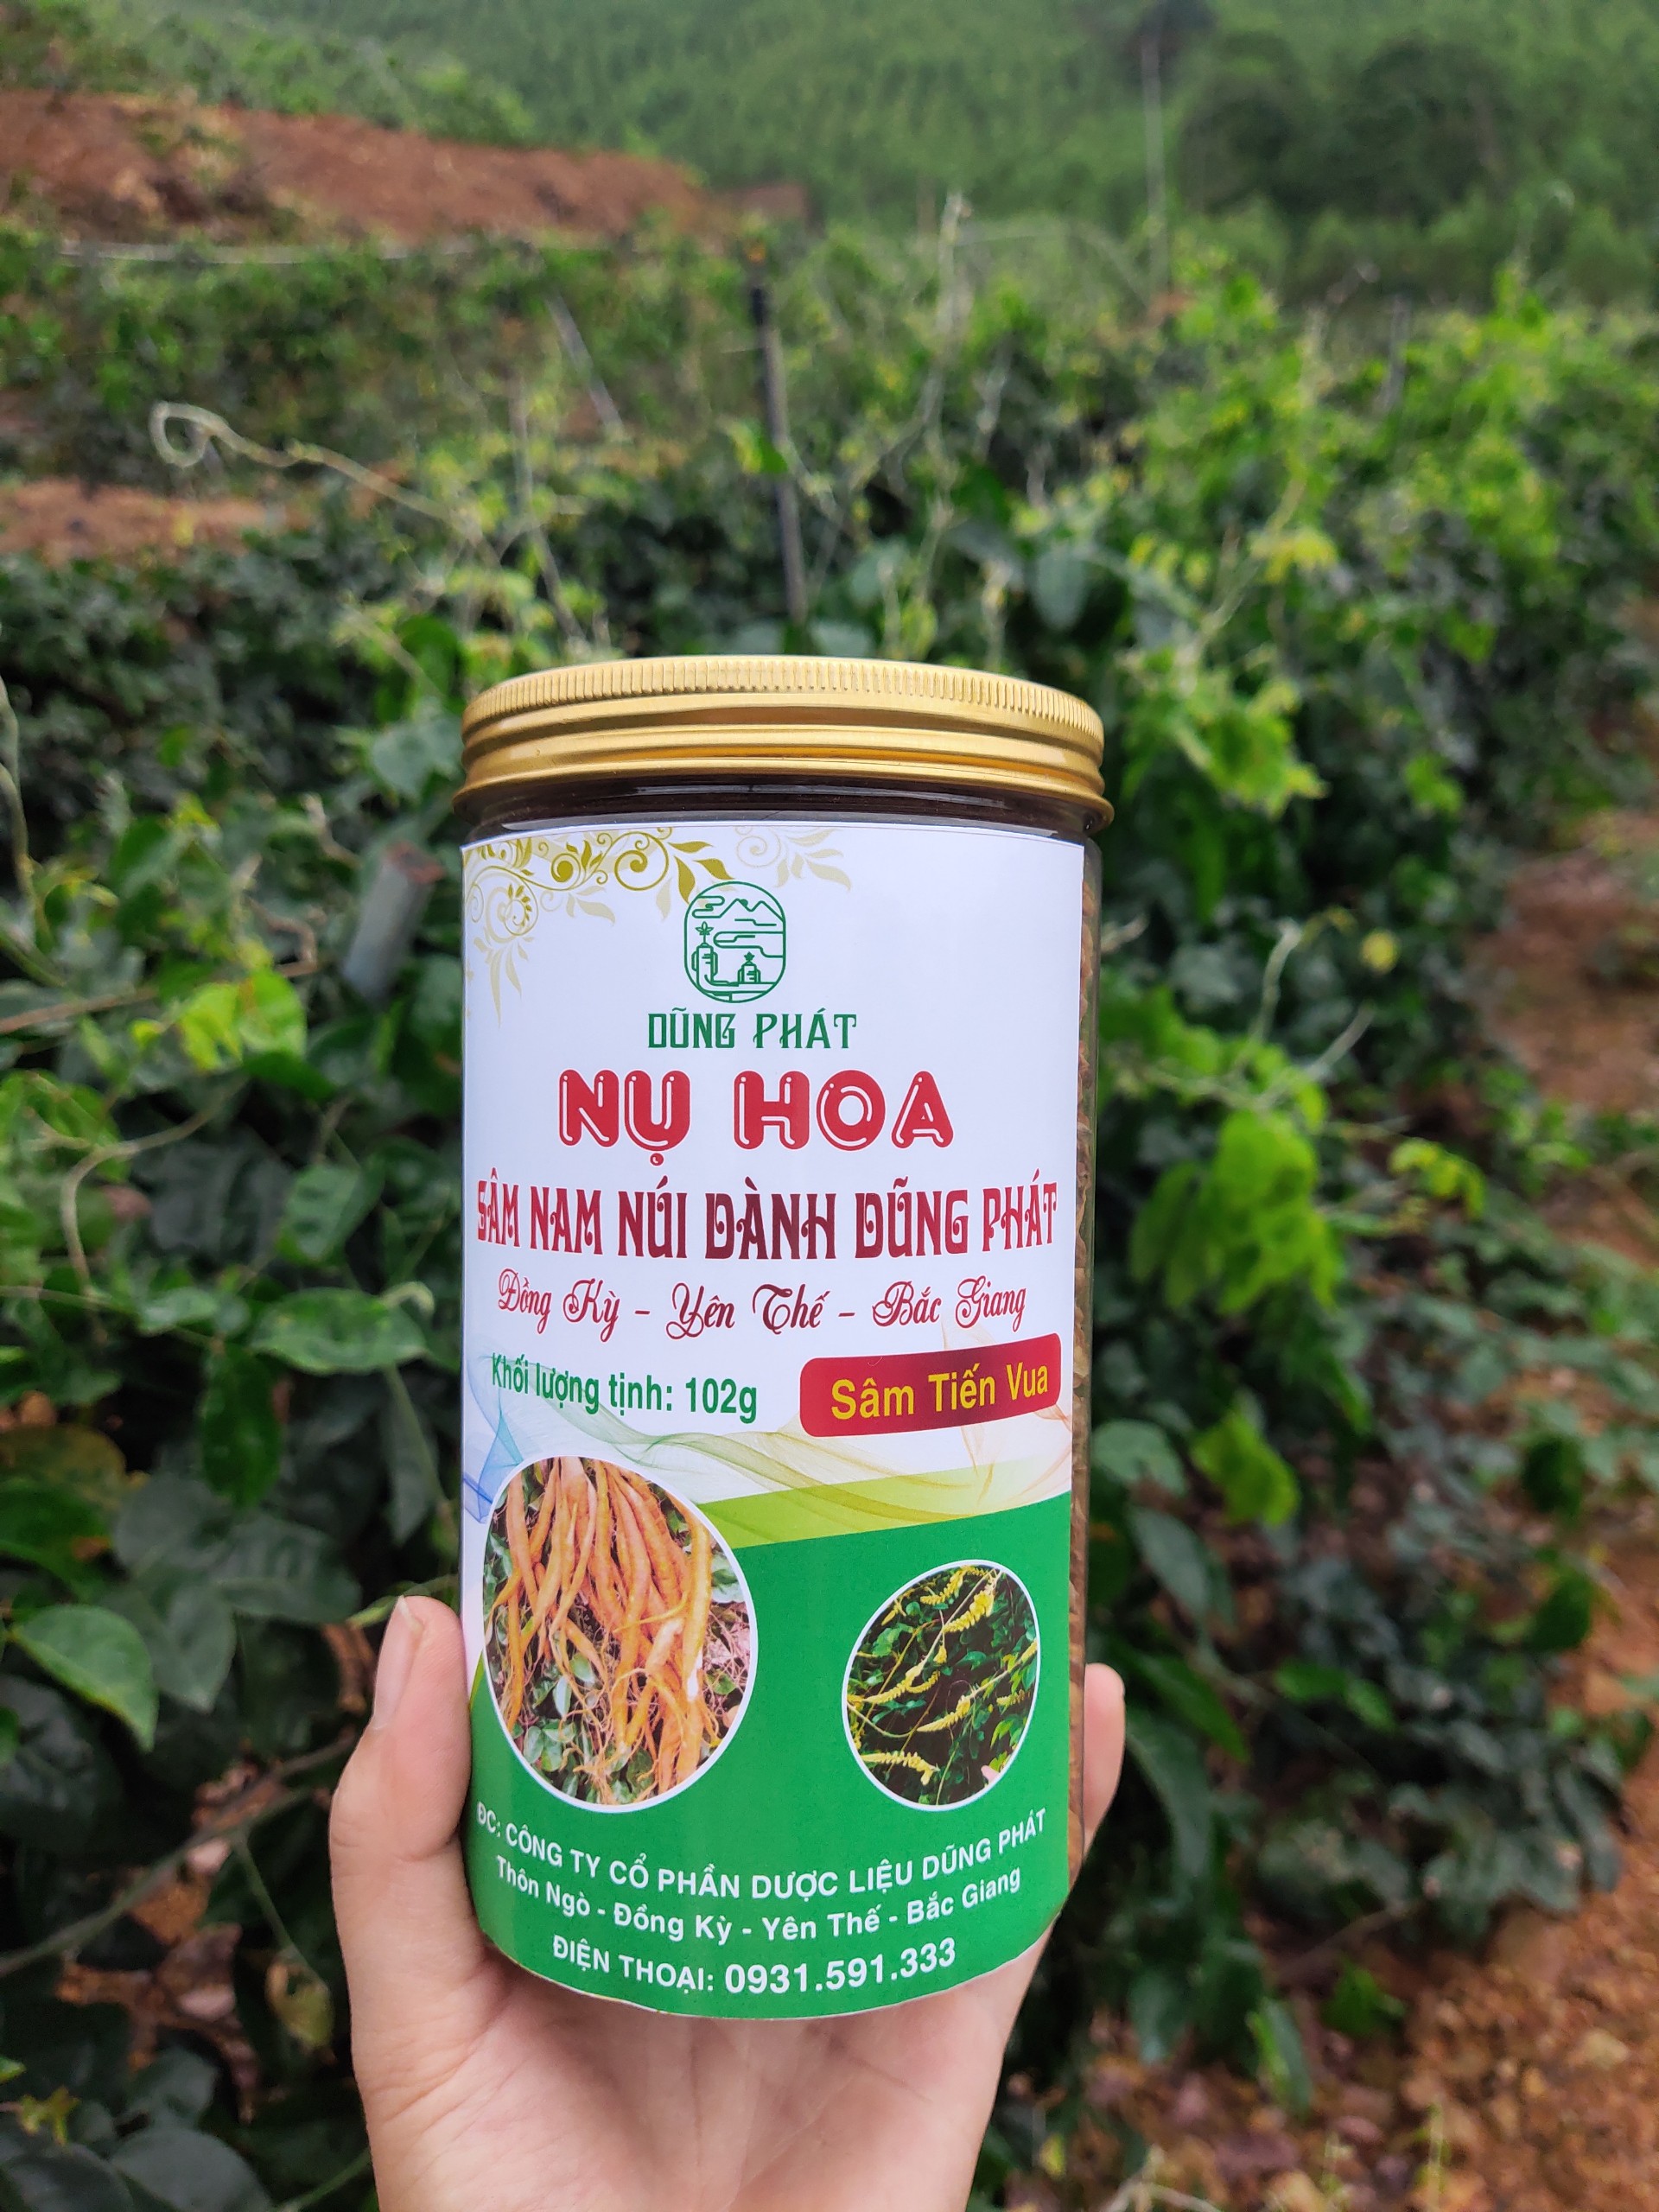 DŨNG PHÁT
NỤ HOA
SÂM NAM NÚI DÀNH DŨNG PHÁT
Đồng Kỳ - Yên Thế - Bắc Giang
Khối lượng tịnh: 102g
Sâm Tiến Vua
ĐC: CÔNG TY CỔ PHẦN DƯỢC LIỆU DŨNG PHÁT
Thôn Ngò - Đồng Kỳ - Yên Thế - Bắc Giang
ĐIỆN THOẠI: 0931.591.333